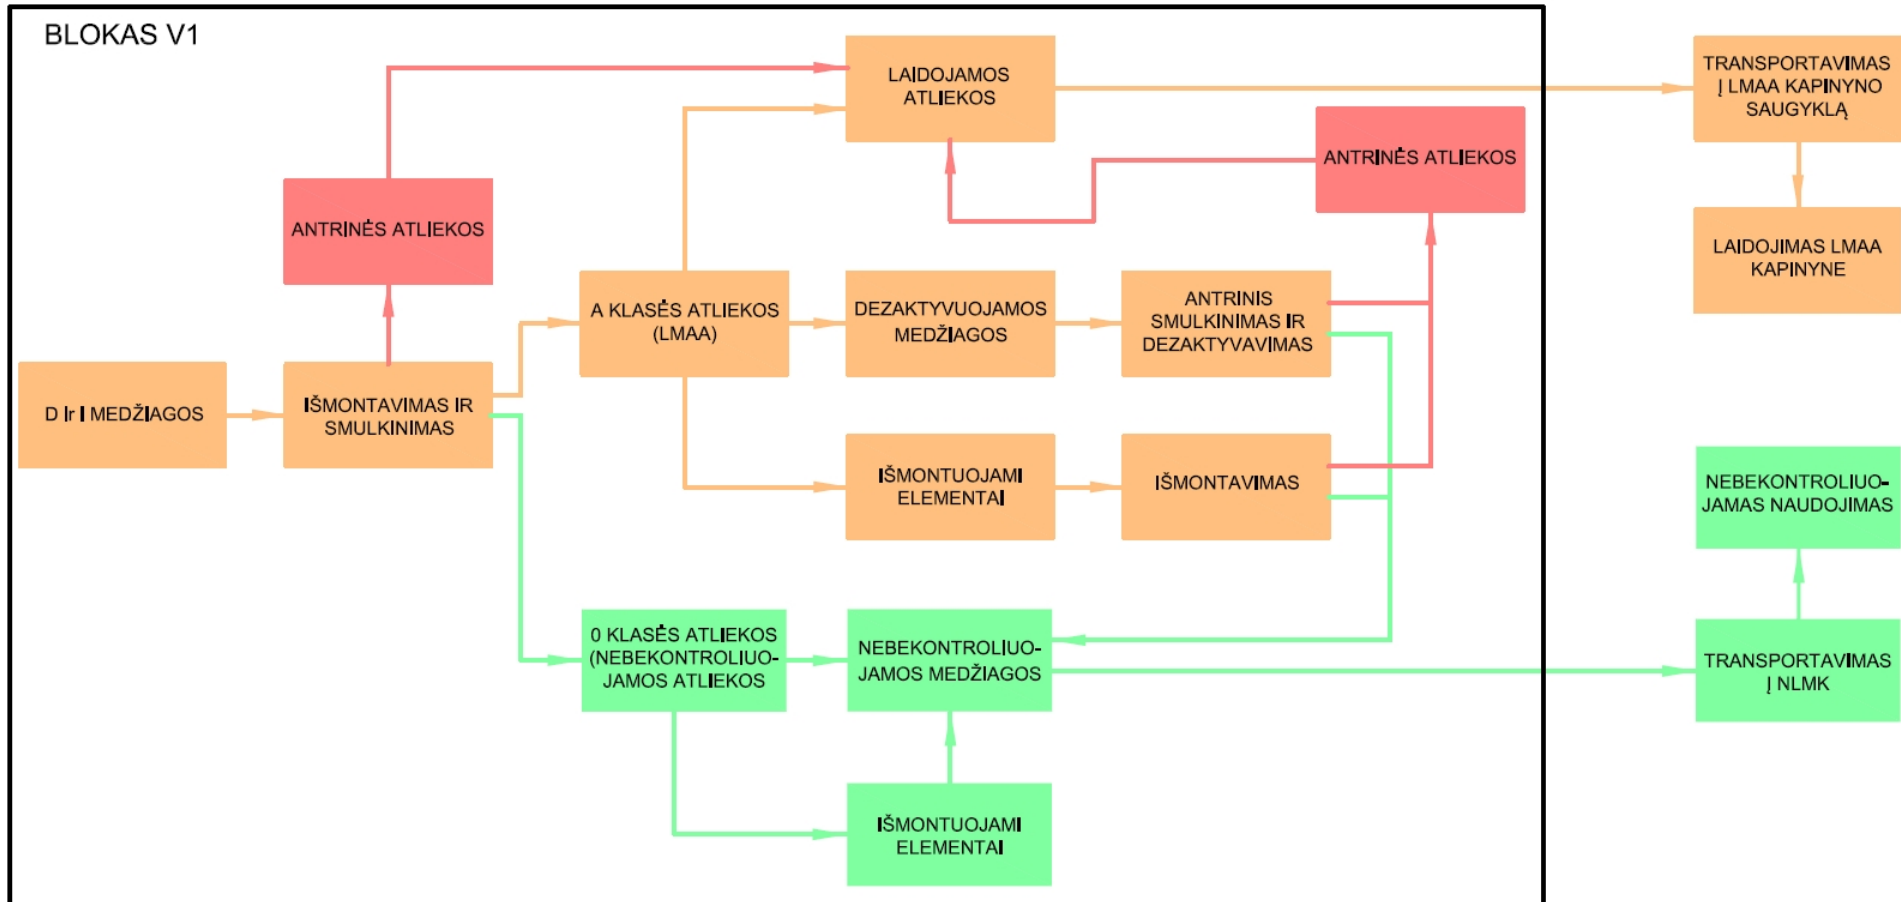 BLOKAS V1
LAIDOJAMOS
ATLIEKOS
TRANSPORTAVIMAS
Į LMAA KAPINYNO
SAUGYKLĄ
ANTRINĖS ATLIEKOS
ANTRINĖS ATLIEKOS
LAIDOJIMAS LMAA
KAPINYNE
A KLASĖS ATLIEKOS
(LMAA)
DEZAKTYVUOJAMOS
MEDŽIAGOS
ANTRINIS
SMULKINIMAS IR
DEZAKTYVAVIMAS
D Ir I MEDŽIAGOS
IŠMONTAVIMAS IR
SMULKINIMAS
IŠMONTUOJAMI
ELEMENTAI
IŠMONTAVIMAS
NEBEKONTROLIUO-
JAMAS NAUDOJIMAS
0 KLASĖS ATLIEKOS
(NEBEKONTROLIUO-
JAMOS ATLIEKOS
NEBEKONTROLIUO-
JAMOS MEDŽIAGOS
TRANSPORTAVIMAS
Į NLMK
IŠMONTUOJAMI
ELEMENTAI